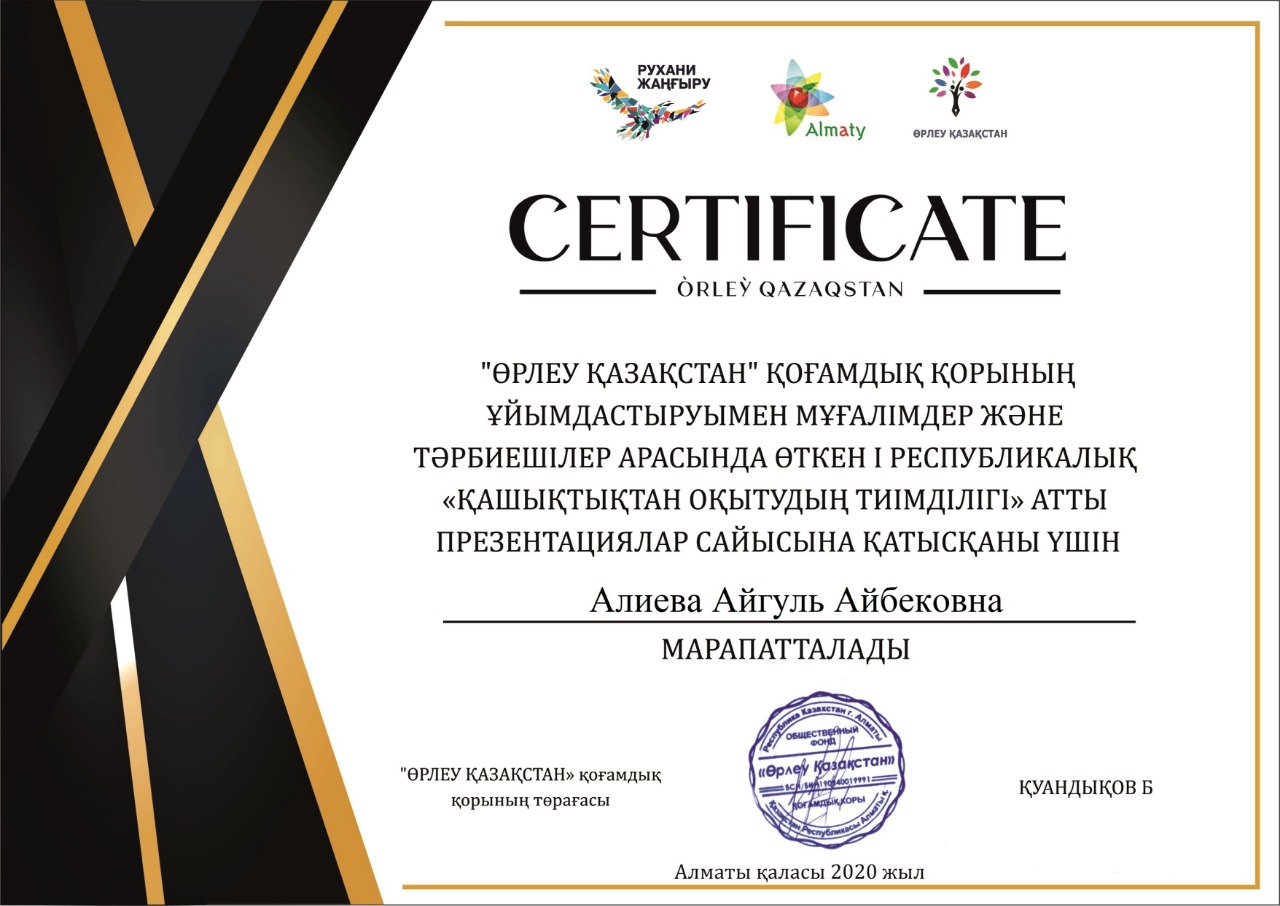 РУХАНИ
ЖАҢҒЫРУ
Almaty
ӨРЛЕУ ҚАЗАҚСТАН
CERTIFICATE
ÒRLEỲ QAZAQSTAN
"ӨРЛЕУ ҚАЗАҚСТАН" ҚОҒАМДЫҚ ҚОРЫНЫҢ
ҰЙЫМДАСТЫРУЫМЕН МҰҒАЛІМДЕР ЖӘНЕ
ТӘРБИЕШІЛЕР АРАСЫНДА ӨТКЕН І РЕСПУБЛИКАЛЫҚ
«ҚАШЫҚТЫҚТАН ОҚЫТУДЫҢ ТИІМДІЛІГІ» АТТЫ
ПРЕЗЕНТАЦИЯЛАР САЙЫСЫНА ҚАТЫСҚАНЫ ҮШІН
Алиева Айгуль Айбековна
МАРАПАТТАЛАДЫ
Республика Казахстан г. Алматы
ОБЩЕСТВЕННЫЙ
ФОНД
«Өрлеу Қазақстан»
ҚОҒАМДЫҚ ҚОРЫ
Қазақстан Республикасы Алматы қ.
"ӨРЛЕУ ҚАЗАҚСТАН» қоғамдық
қорының төрағасы
ҚУАНДЫҚОВ Б
Алматы қаласы 2020 жыл